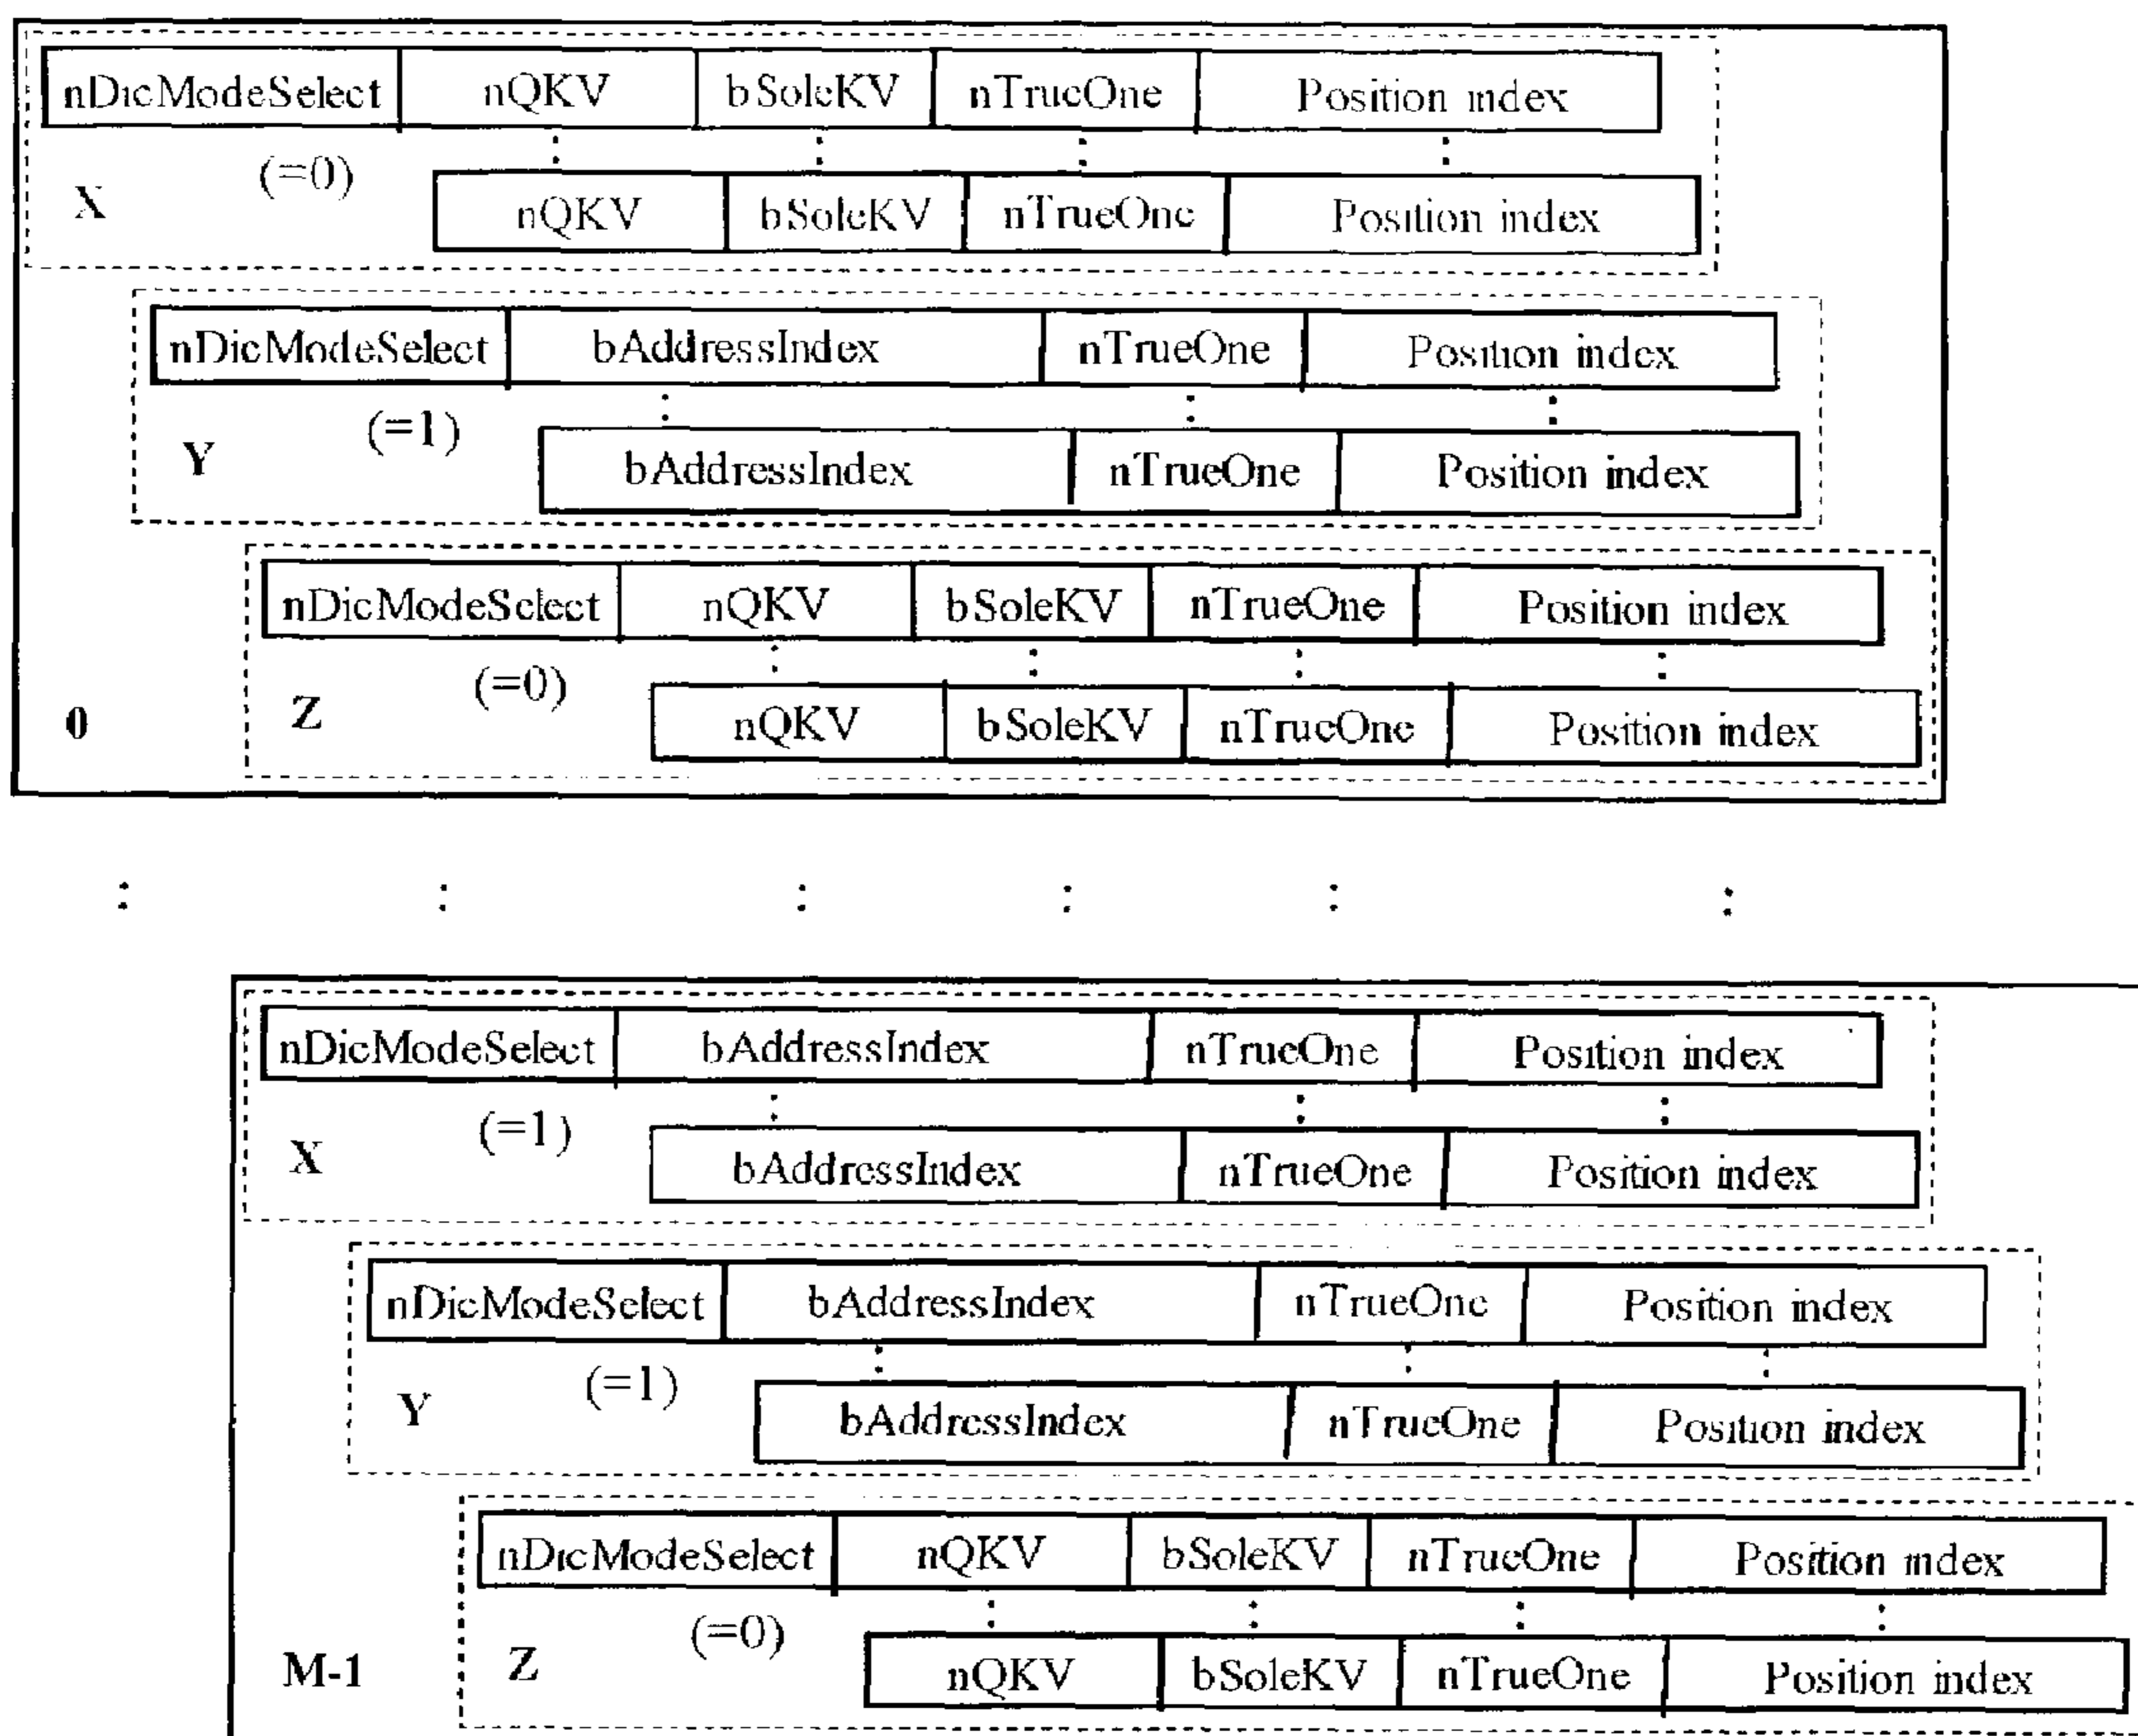 nDicModeSelect nQKV bSoleKV nTrueOne Position index
(=0)
X nQKV bSoleKV nTrueOne Position index
nDicModeSelect bAddressIndex nTrueOne Position index
(=1)
Y bAddressIndex nTrueOne Position index
nDicModeSelect nQKV bSoleKV nTrueOne Position index
(=0)
0 Z nQKV bSoleKV nTrueOne Position index
nDicModeSelect bAddressIndex nTrueOne Position index
(=1)
X bAddressIndex nTrueOne Position index
nDicModeSelect bAddressIndex nTrueOne Position index
(=1)
Y bAddressIndex nTrueOne Position index
nDicModeSelect nQKV bSoleKV nTrueOne Position index
(=0)
M-1 Z nQKV bSoleKV nTrueOne Position index